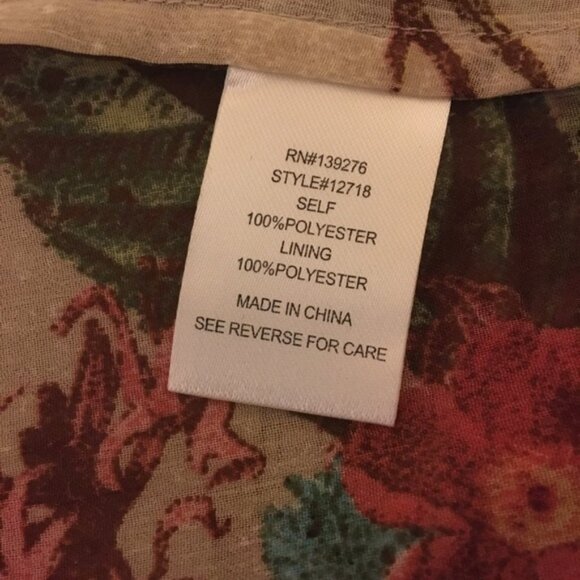 RN#139276
STYLE#12718
SELF
100%POLYESTER
LINING
100%POLYESTER
MADE IN CHINA
SEE REVERSE FOR CARE